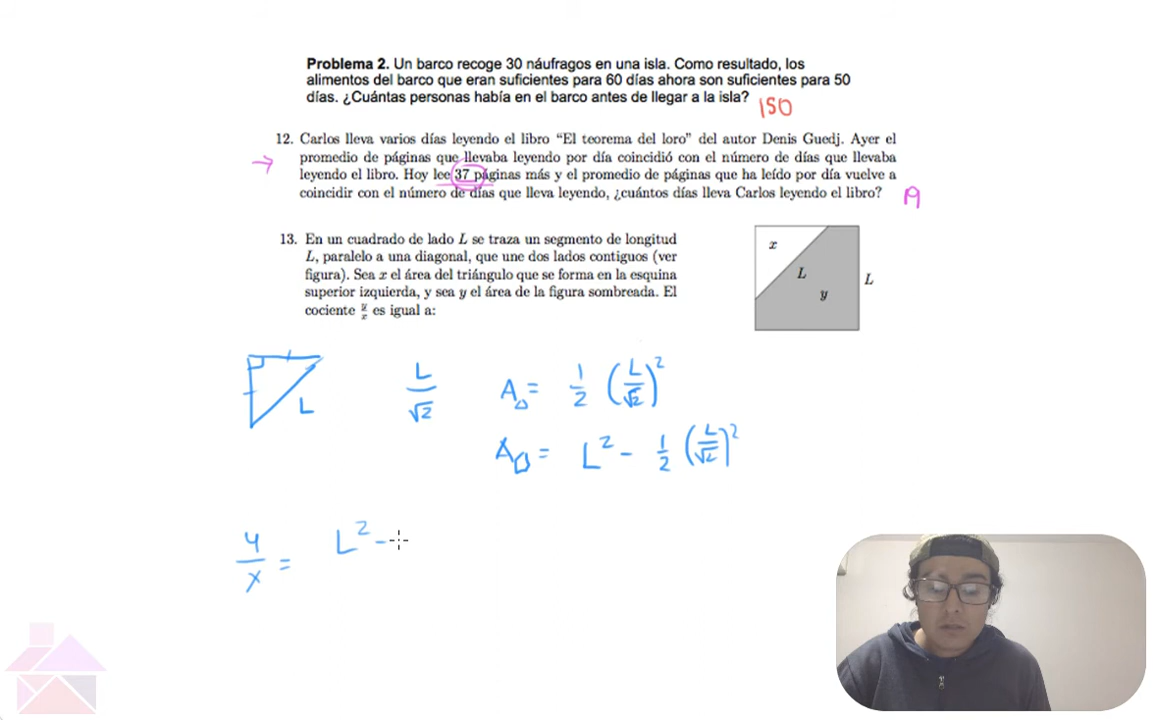 Problema 2. Un barco recoge 30 náufragos en una isla. Como resultado, los
alimentos del barco que eran suficientes para 60 días ahora son suficientes para 50
días. ¿Cuántas personas había en el barco antes de llegar a la isla? 150
12. Carlos lleva varios días leyendo el libro “El teorema del loro” del autor Denis Guedj. Ayer el
→ promedio de páginas que llevaba leyendo por día coincidió con el número de días que llevaba
leyendo el libro. Hoy lee 37 páginas más y el promedio de páginas que ha leído por día vuelve a
coincidir con el número de días que lleva leyendo, ¿cuántos días lleva Carlos leyendo el libro? 19
13. En un cuadrado de lado L se traza un segmento de longitud
L, paralelo a una diagonal, que une dos lados contiguos (ver
figura). Sea x el área del triángulo que se forma en la esquina
superior izquierda, y sea y el área de la figura sombreada. El
cociente y/x es igual a:
x
L
L
y
L
L/√2
A△ = 1/2 (L/√2)²
A = L² - 1/2 (L/√2)²
y/x = L² -